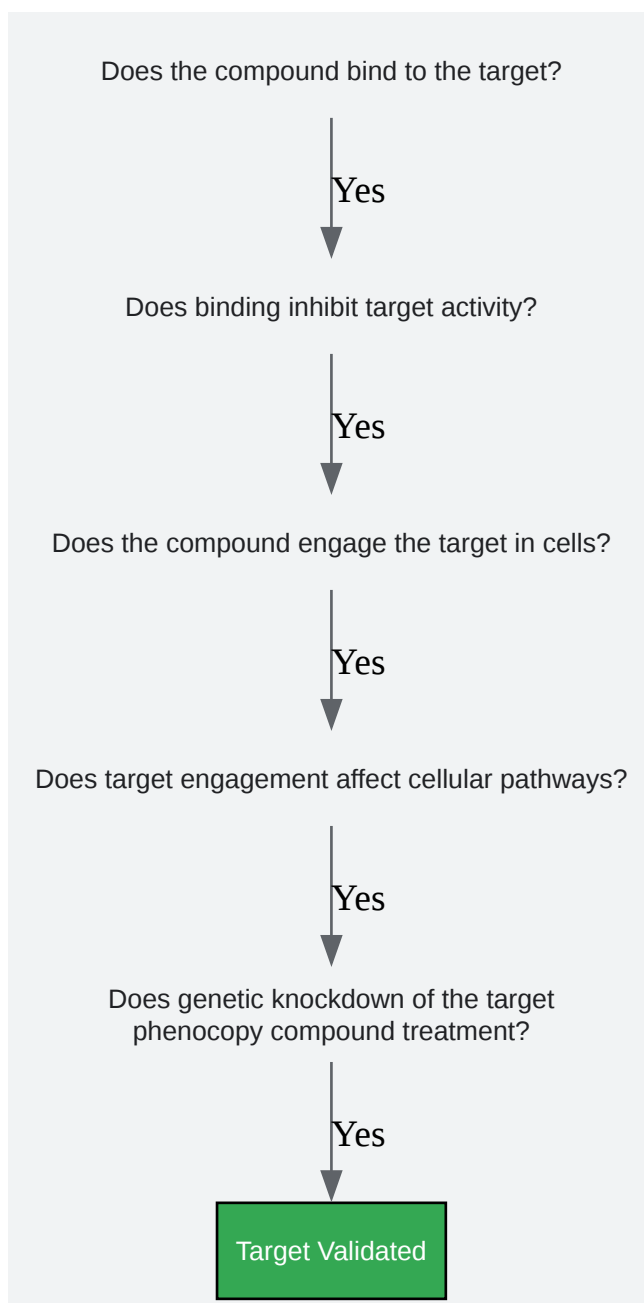 Does the compound bind to the target?
Yes
Does binding inhibit target activity?
Yes
Does the compound engage the target in cells?
Yes
Does target engagement affect cellular pathways?
Yes
Does genetic knockdown of the target
phenocopy compound treatment?
Yes
Target Validated